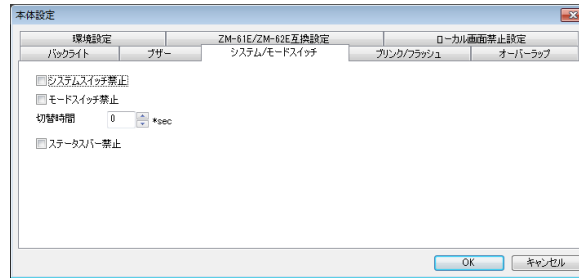 本体設定
環境設定 ZM-61E/ZM-62E互換設定 ローカル画面禁止設定
バックライト ブザー システム/モードスイッチ ブリンク/フラッシュ オーバーラップ
システムスイッチ禁止
モードスイッチ禁止
切替時間 0 *sec
ステータスバー禁止
OK キャンセル